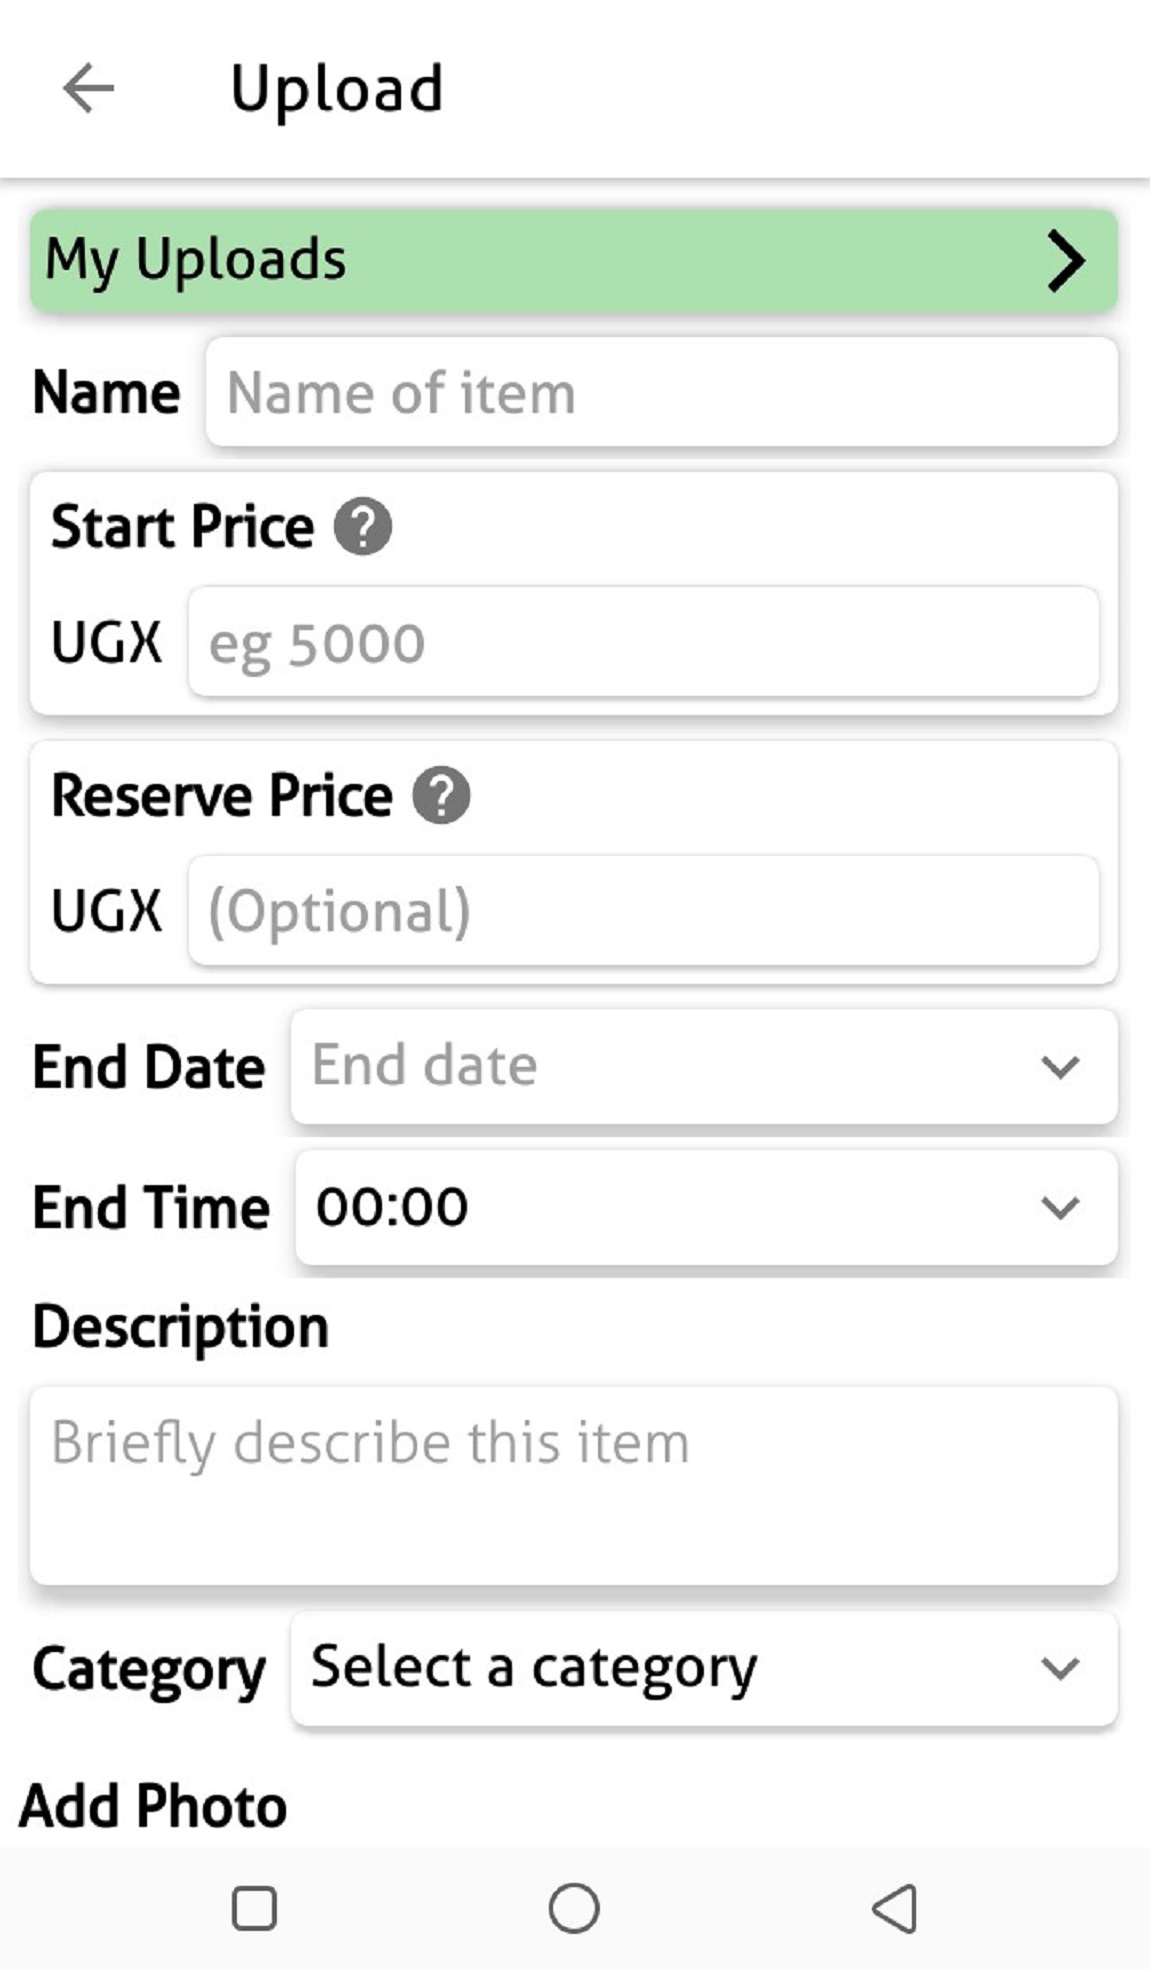 Upload
My Uploads
Name Name of item
Start Price ?
UGX eg 5000
Reserve Price ?
UGX (Optional)
End Date End date
End Time 00:00
Description
Briefly describe this item
Category Select a category
Add Photo